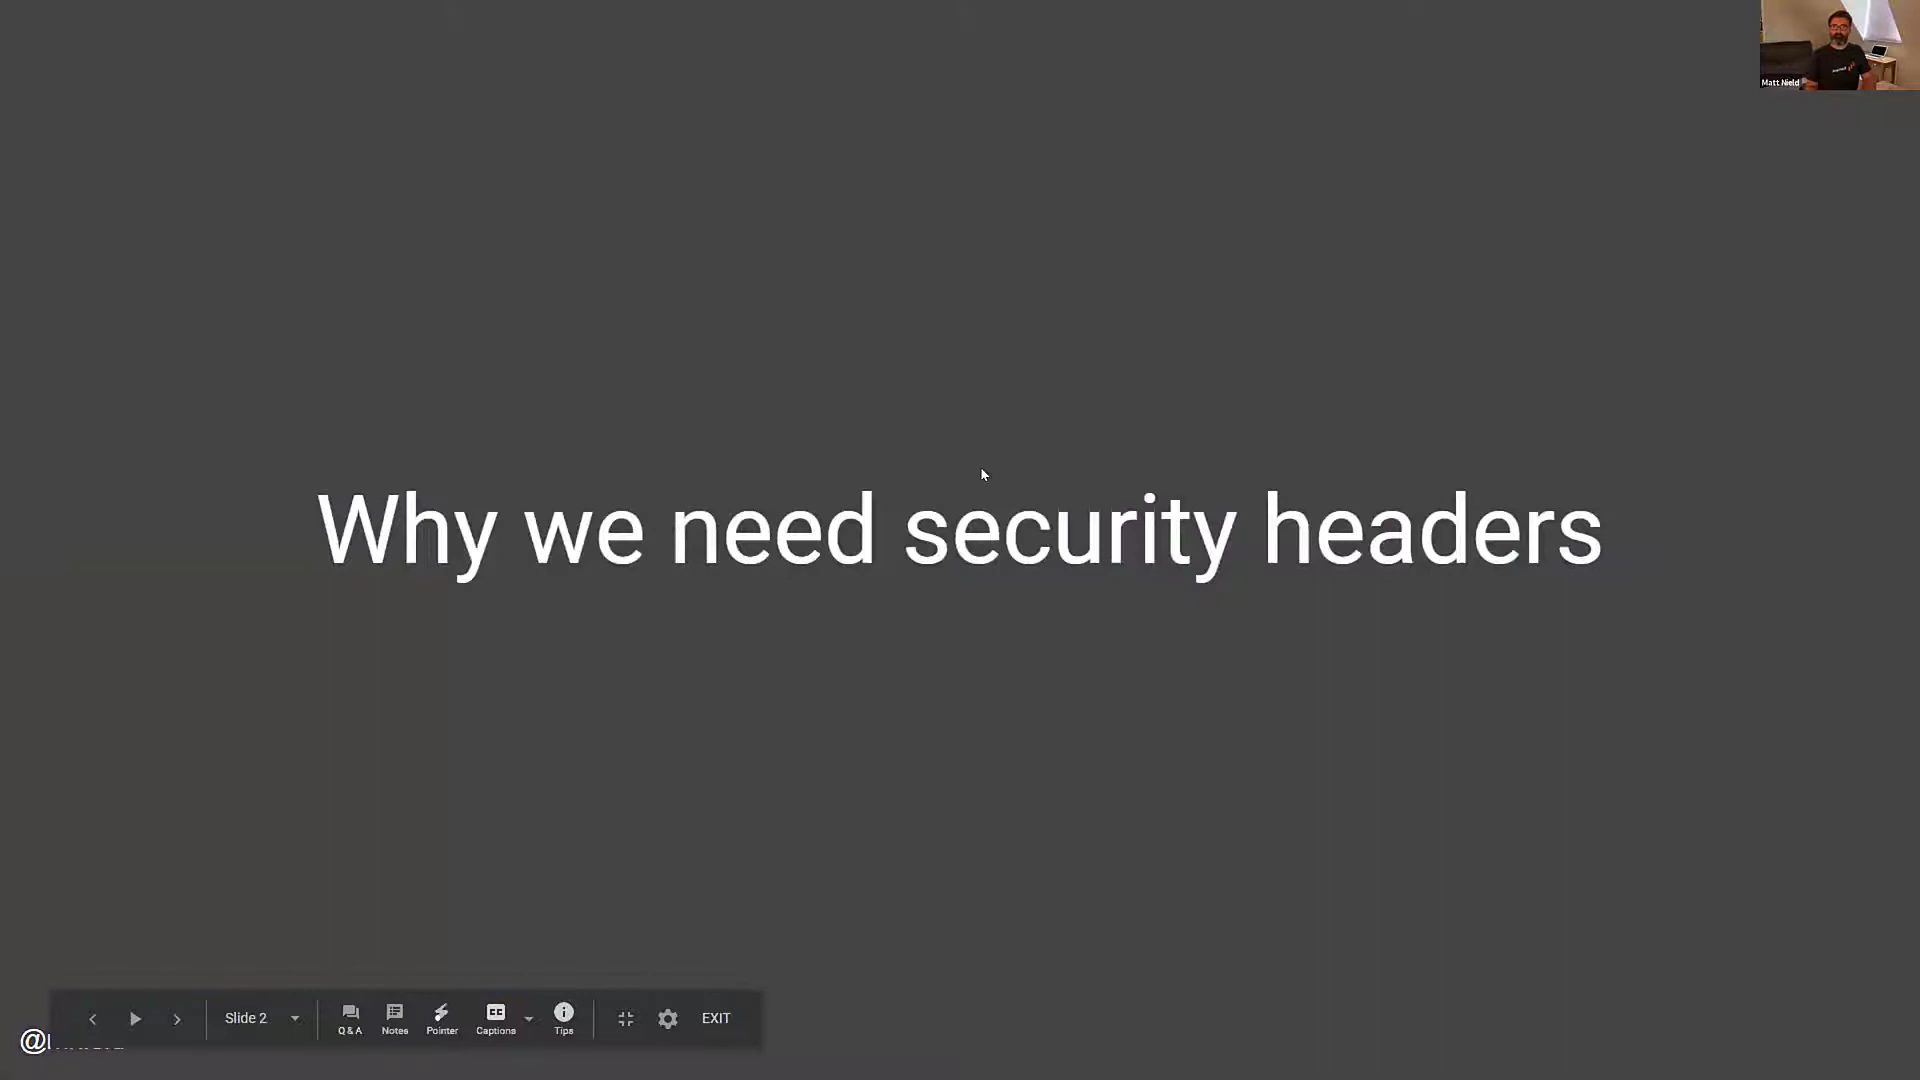 Matt Nield
Why we need security headers
Slide 2
Q & A
Notes
Pointer
Captions
Tips
EXIT
@